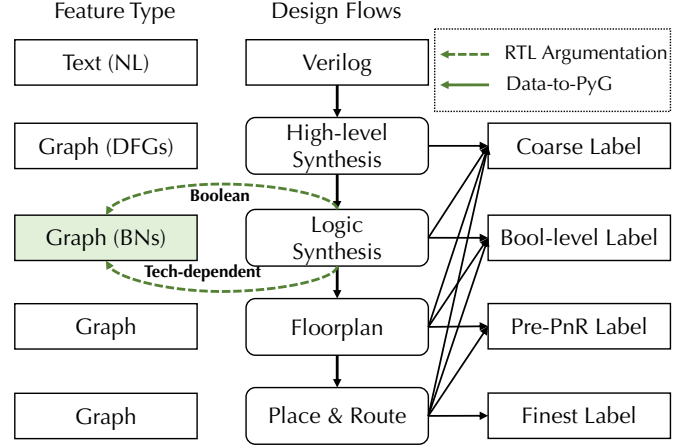 Feature Type
Design Flows
Text (NL)
Verilog
RTL Argumentation
Data-to-PyG
Graph (DFGs)
High-level
Synthesis
Coarse Label
Boolean
Graph (BNs)
Logic
Synthesis
Bool-level Label
Tech-dependent
Graph
Floorplan
Pre-PnR Label
Graph
Place & Route
Finest Label